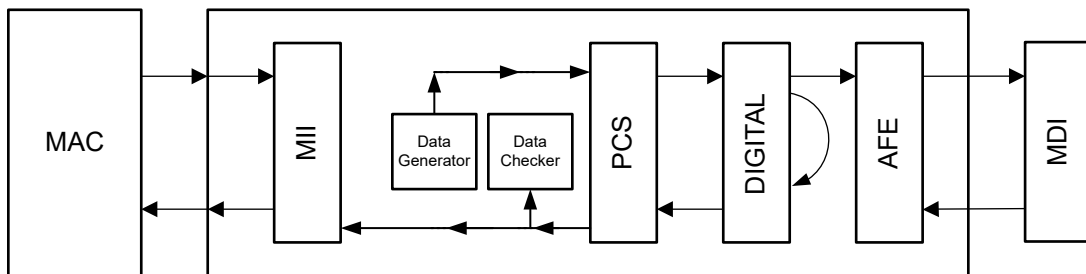 MAC
MII
Data
Generator
Data
Checker
PCS
DIGITAL
AFE
MDI